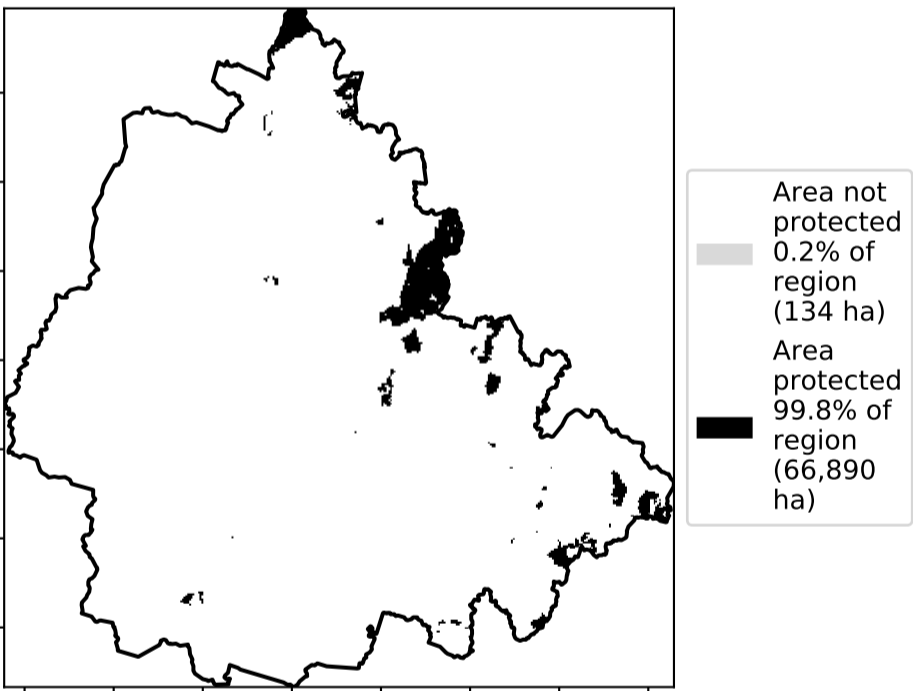 Area not
protected
0.2% of
region
(134 ha)
Area
protected
99.8% of
region
(66,890
ha)